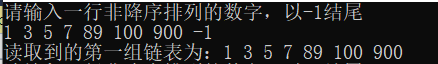 请输入一行非降序排列的数字，以-1结尾
1 3 5 7 89 100 900 -1
读取到的第一组链表为：1 3 5 7 89 100 900